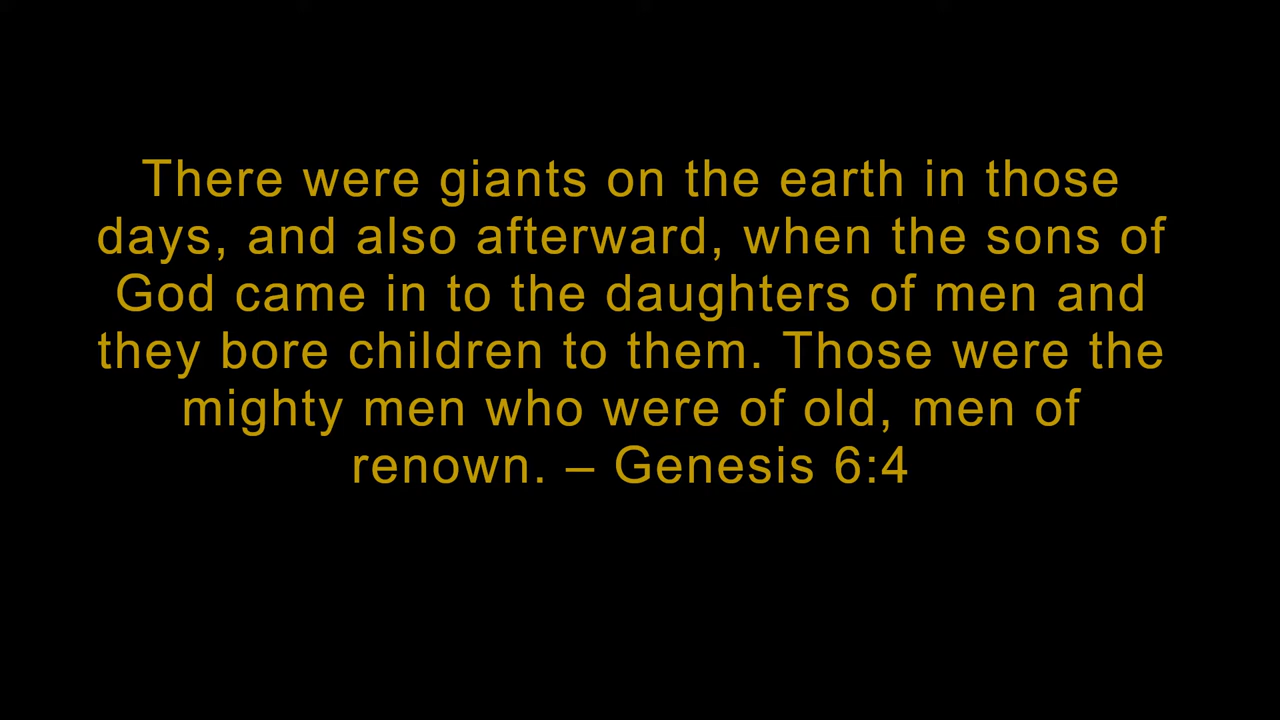 There were giants on the earth in those
days, and also afterward, when the sons of
God came in to the daughters of men and
they bore children to them. Those were the
mighty men who were of old, men of
renown. – Genesis 6:4